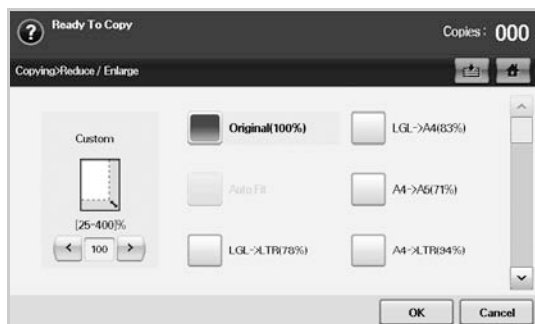 ? Ready To Copy
Copies : 000
Copying>Reduce / Enlarge
Custom
[25-400]%
< 100 >
Original(100%)
LGL->A4(83%)
Auto Fit
A4->A5(71%)
LGL->LTR(78%)
A4->LTR(94%)
OK
Cancel